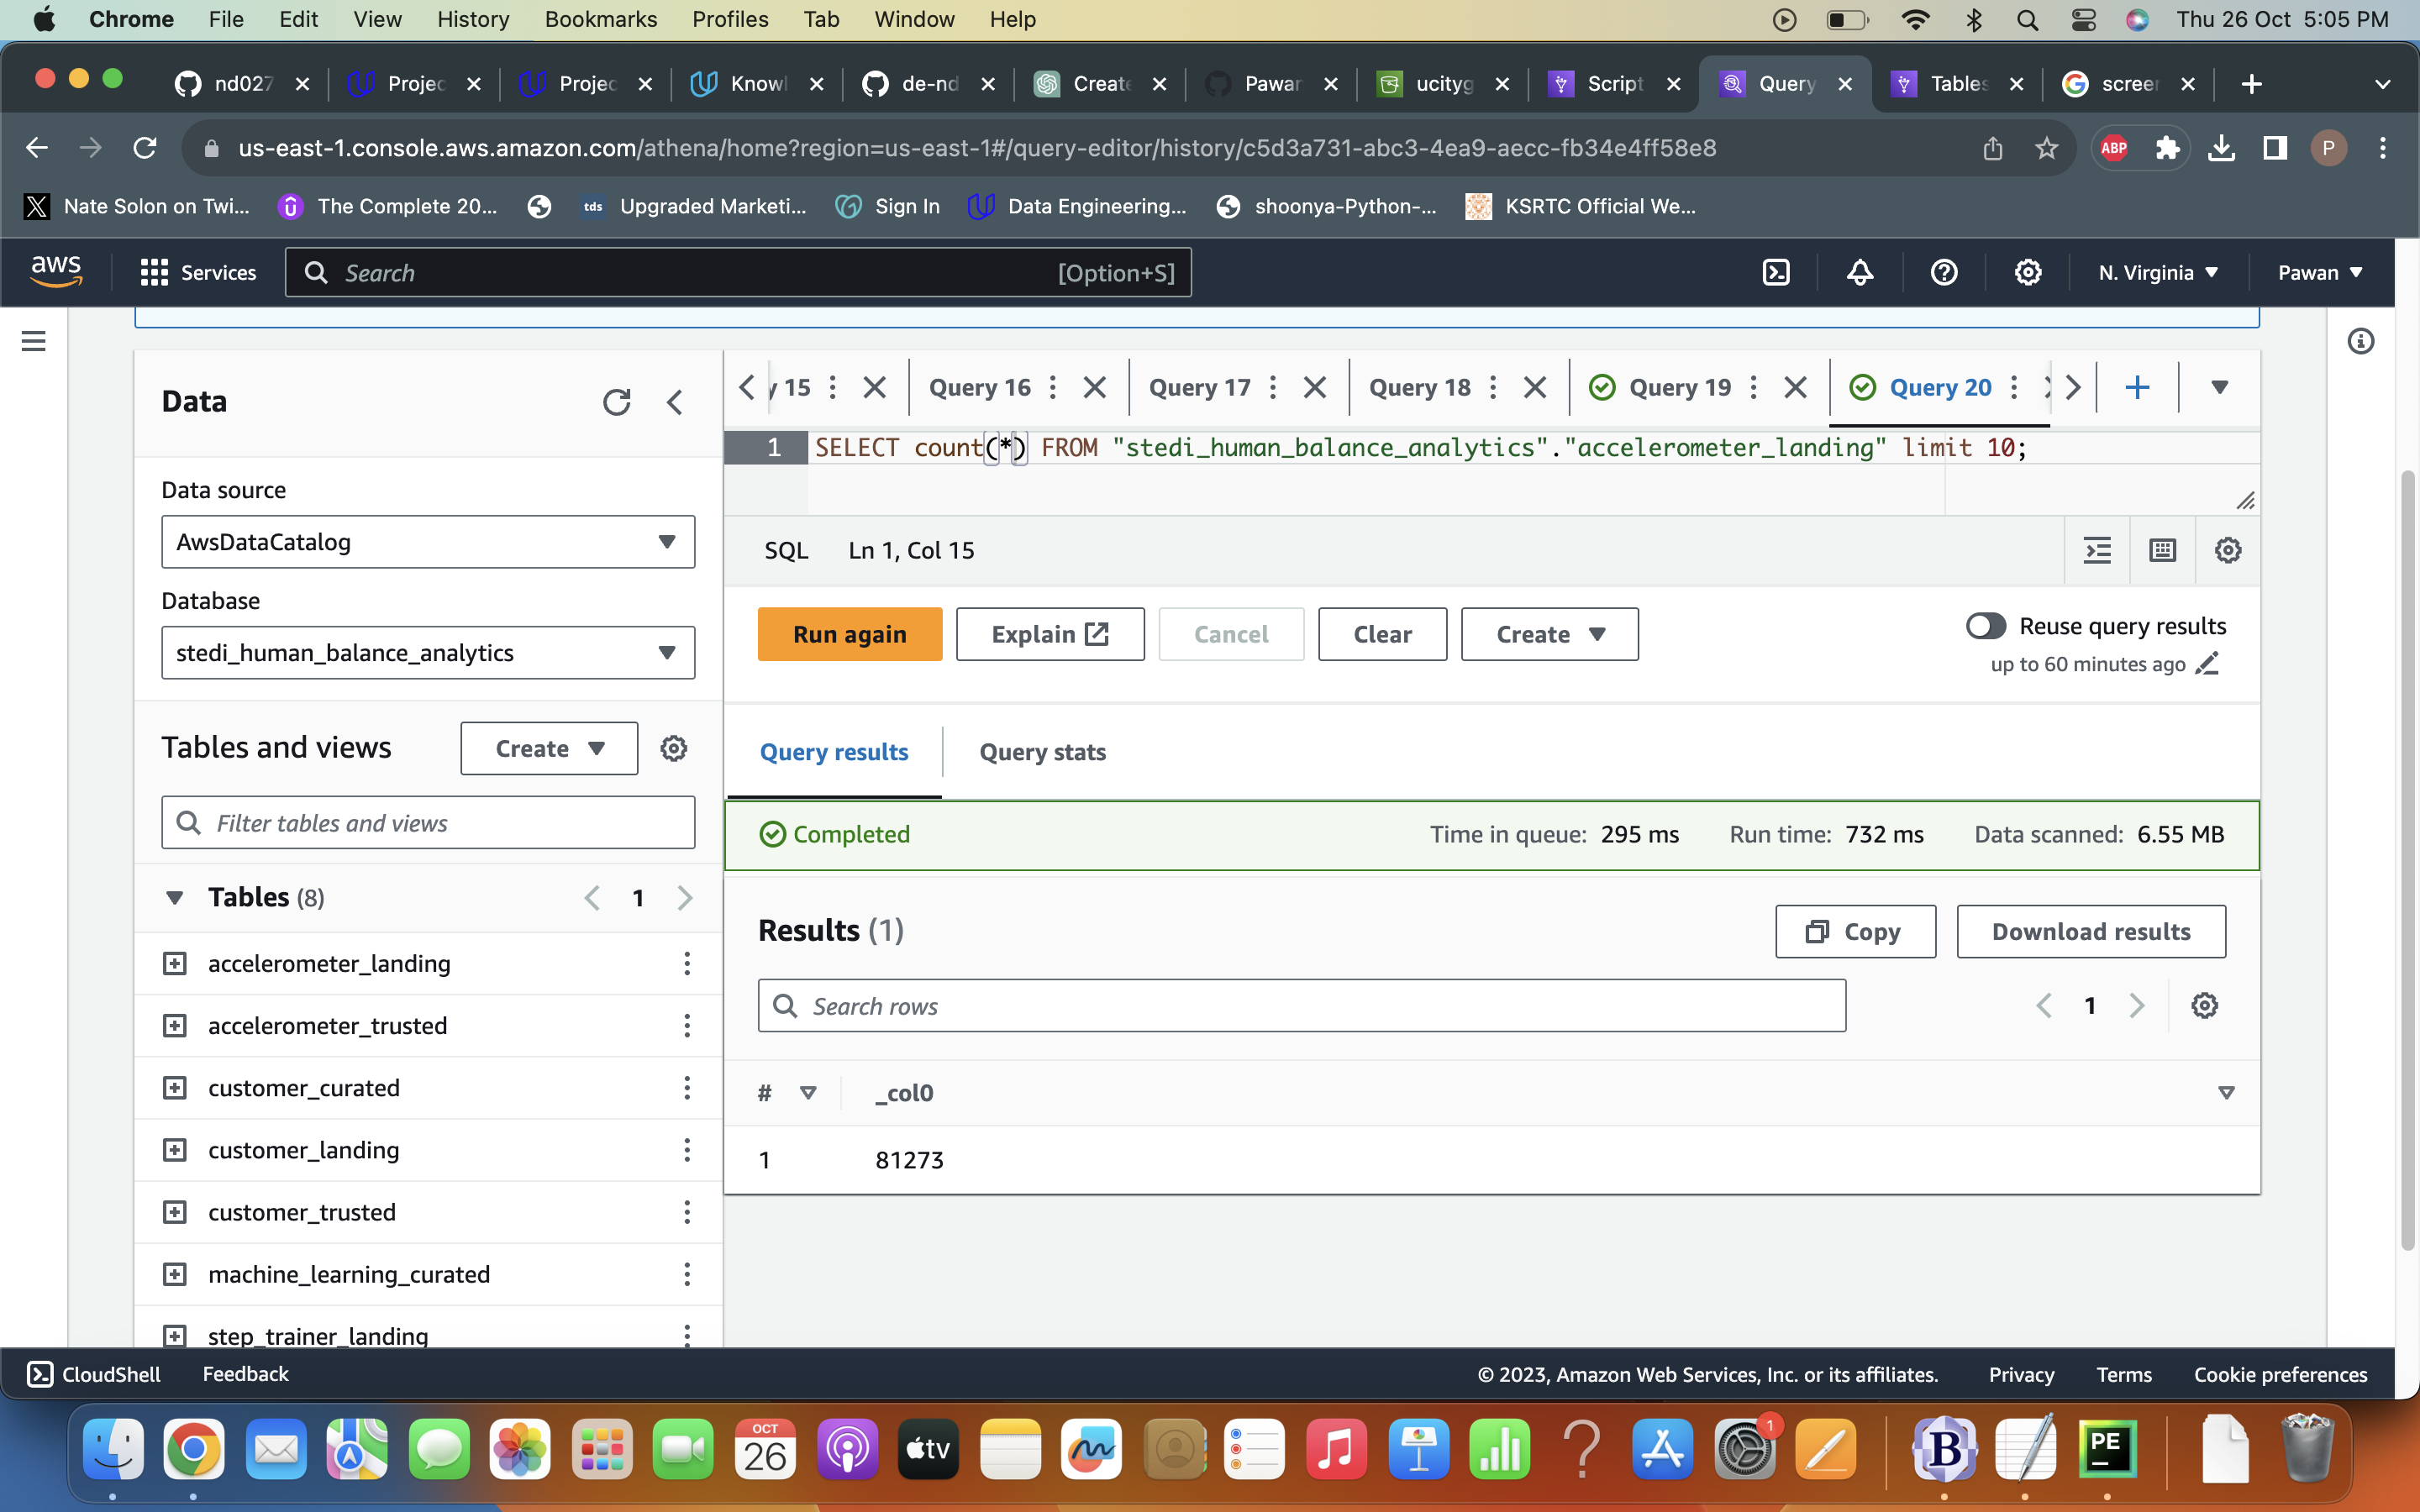 Chrome File Edit View History Bookmarks Profiles Tab Window Help Thu 26 Oct 5:05 PM
nd027 Projec Projec Knowl de-nd Create Pawan ucityg Script Query Tables screen
us-east-1.console.aws.amazon.com/athena/home?region=us-east-1#/query-editor/history/c5d3a731-abc3-4ea9-aecc-fb34e4ff58e8 ABP P
Nate Solon on Twi... The Complete 20... tds Upgraded Marketi... Sign In Data Engineering... shoonya-Python-... KSRTC Official We...
aws Services Search [Option+S] N. Virginia Pawan
Data
Data source
AwsDataCatalog
Database
stedi_human_balance_analytics
Tables and views Create
Filter tables and views
Tables (8) 1
accelerometer_landing
accelerometer_trusted
customer_curated
customer_landing
customer_trusted
machine_learning_curated
step_trainer_landing
y 15 Query 16 Query 17 Query 18 Query 19 Query 20
1 SELECT count(*) FROM "stedi_human_balance_analytics"."accelerometer_landing" limit 10;
SQL Ln 1, Col 15
Run again Explain Cancel Clear Create Reuse query results
up to 60 minutes ago
Query results Query stats
Completed Time in queue: 295 ms Run time: 732 ms Data scanned: 6.55 MB
Results (1) Copy Download results
Search rows 1
# _col0
1 81273
CloudShell Feedback © 2023, Amazon Web Services, Inc. or its affiliates. Privacy Terms Cookie preferences
OCT
26
tv
1
B
PE